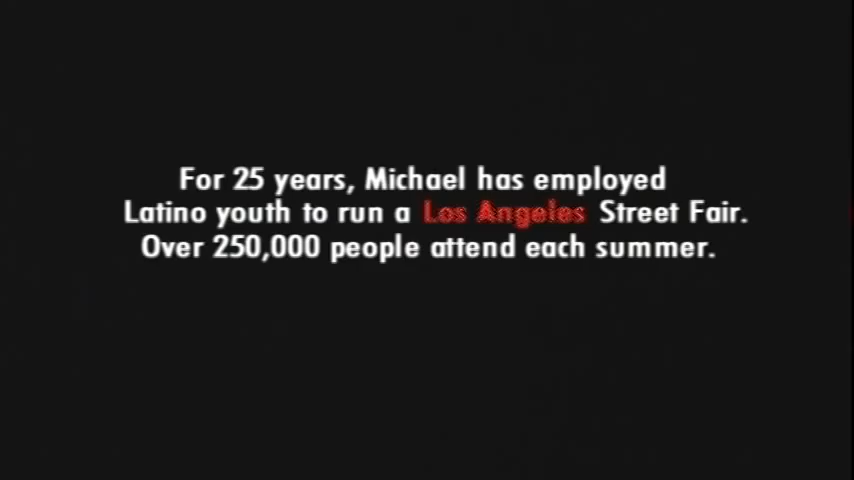 For 25 years, Michael has employed
Latino youth to run a Los Angeles Street Fair.
Over 250,000 people attend each summer.